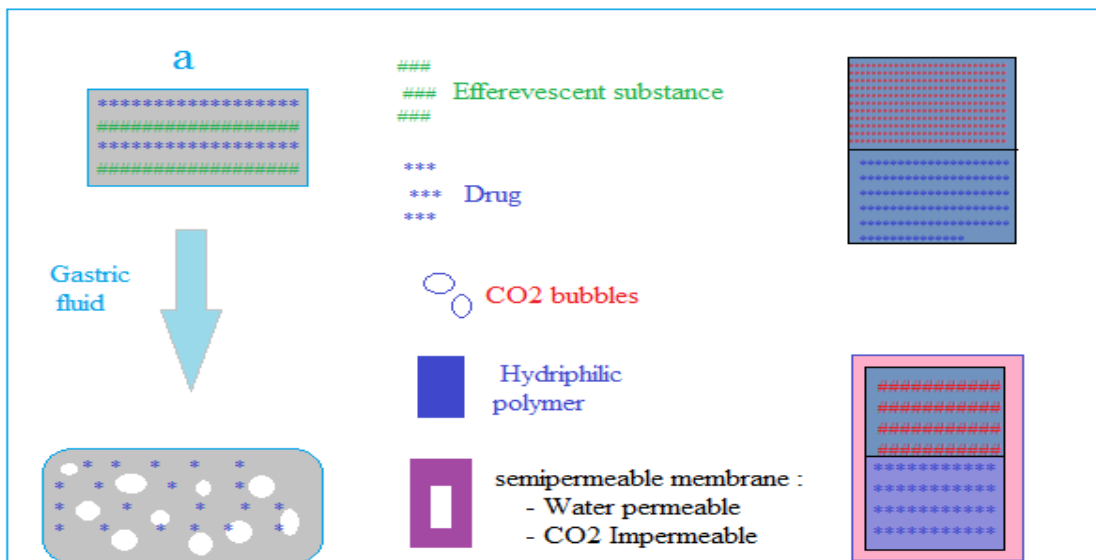 a
###
### Efferevescent substance
###
***
*** Drug
***
Gastric
fluid
CO2 bubbles
Hydriphilic
polymer
semipermeable membrane :
- Water permeable
- CO2 Impermeable